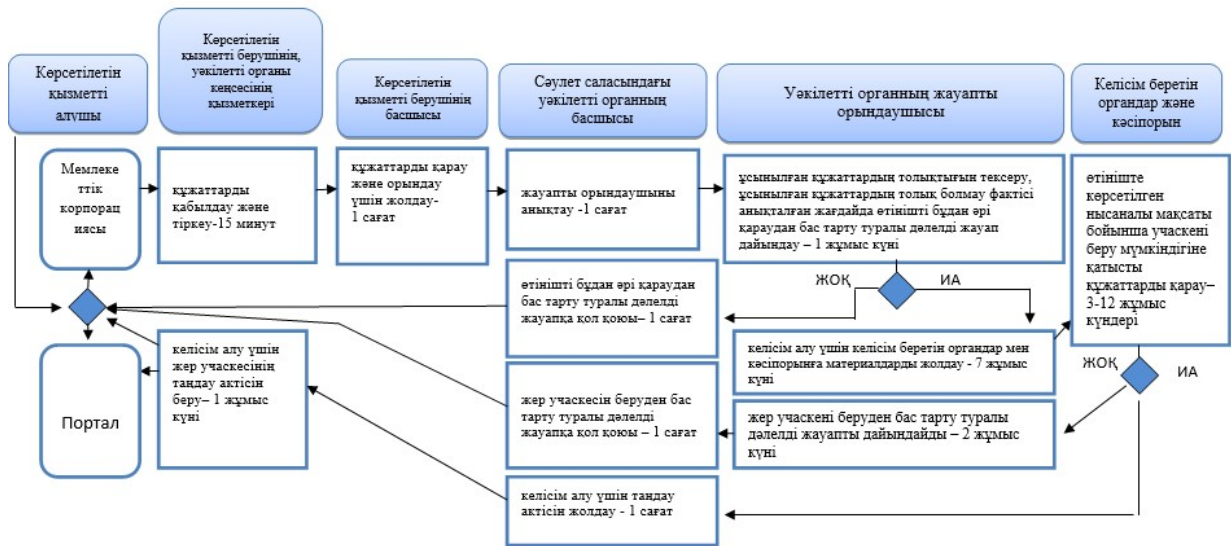 Көрсетілетін
қызметті
алушы
Көрсетілетін
қызметті берушінің,
уәкілетті органы
кеңсесінің
қызметкері
Көрсетілетін
қызметті берушінің
басшысы
Сәулет саласындағы
уәкілетті органның
басшысы
Уәкілетті органның жауапты
орындаушысы
Келісім беретін
органдар және
кәсіпорын
Мемлеке
ттік
корпорац
иясы
құжаттарды
қабылдау және
тіркеу-15 минут
құжаттарды қарау
және орындау
үшін жолдау-
1 сағат
жауапты орындаушыны
анықтау -1 сағат
ұсынылған құжаттардың толықтығын тексеру,
ұсынылған құжаттардың толық болмау фактісі
анықталған жағдайда өтінішті бұдан әрі
қараудан бас тарту туралы дәлелді жауап
дайындау – 1 жұмыс күні
өтініште
көрсетілген
нысаналы мақсаты
бойынша учаскені
беру мүмкіндігіне
қатысты
құжаттарды қарау–
3-12 жұмыс
күндері
ЖОҚ
ИА
өтінішті бұдан әрі қараудан
бас тарту туралы дәлелді
жауапқа қол қоюы– 1 сағат
келісім алу үшін келісім беретін органдар мен
кәсіпорынға материалдарды жолдау - 7 жұмыс
күні
ЖОҚ
ИА
келісім алу үшін
жер учаскесінің
таңдау актісін
беру– 1 жұмыс
күні
Портал
жер учаскесін беруден бас
тарту туралы дәлелді
жауапқа қол қоюы – 1 сағат
жер учаскені беруден бас тарту туралы
дәлелді жауапты дайындайды – 2 жұмыс
күні
келісім алу үшін таңдау
актісін жолдау - 1 сағат